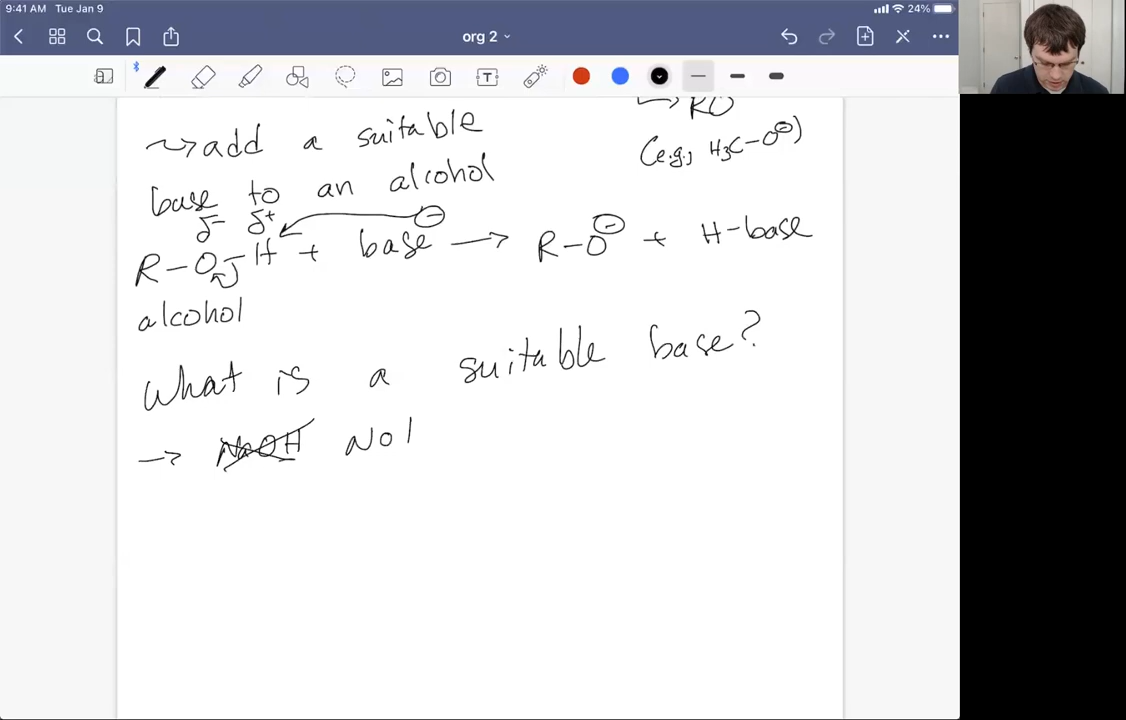 9:41 AM Tue Jan 9
24%
org 2
T
RO
(e.g., H₃C–O⊖)
~> add a suitable
base to an alcohol
δ- δ+ ⊖
R–O–H + base → R–O⊖ + H–base
alcohol
What is a suitable base?
→ NaOH No!